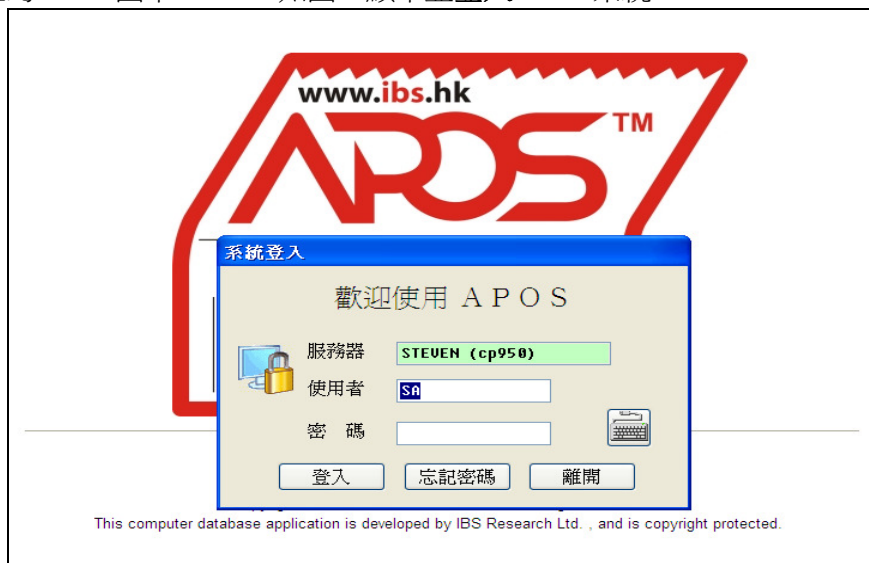 www.ibs.hk
APOS TM
系統登入
歡迎使用 APOS
服務器 STEVEN (cp950)
使用者 SA
密 碼
登入 忘記密碼 離開
This computer database application is developed by IBS Research Ltd. , and is copyright protected.